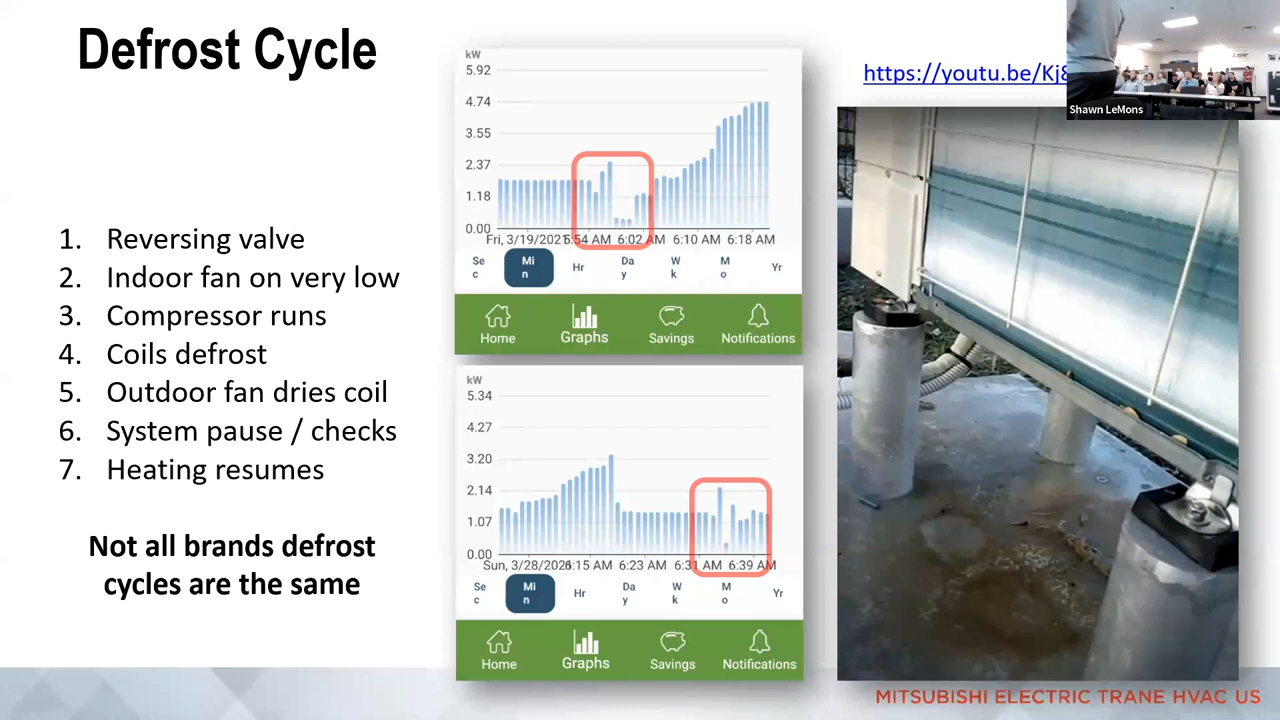 Defrost Cycle
1. Reversing valve
2. Indoor fan on very low
3. Compressor runs
4. Coils defrost
5. Outdoor fan dries coil
6. System pause / checks
7. Heating resumes
Not all brands defrost
cycles are the same
kW
5.92
4.74
3.55
2.37
1.18
0.00
Fri, 3/19/2021 5:54 AM 6:02 AM 6:10 AM 6:18 AM
Se
c
Mi
n
Hr
Da
y
W
k
M
o
Yr
Home Graphs Savings Notifications
kW
5.34
4.27
3.20
2.14
1.07
0.00
Sun, 3/28/2021 6:15 AM 6:23 AM 6:31 AM 6:39 AM
Se
c
Mi
n
Hr
Da
y
W
k
M
o
Yr
Home Graphs Savings Notifications
https://youtu.be/Kj8
Shawn LeMons
MITSUBISHI ELECTRIC TRANE HVAC US